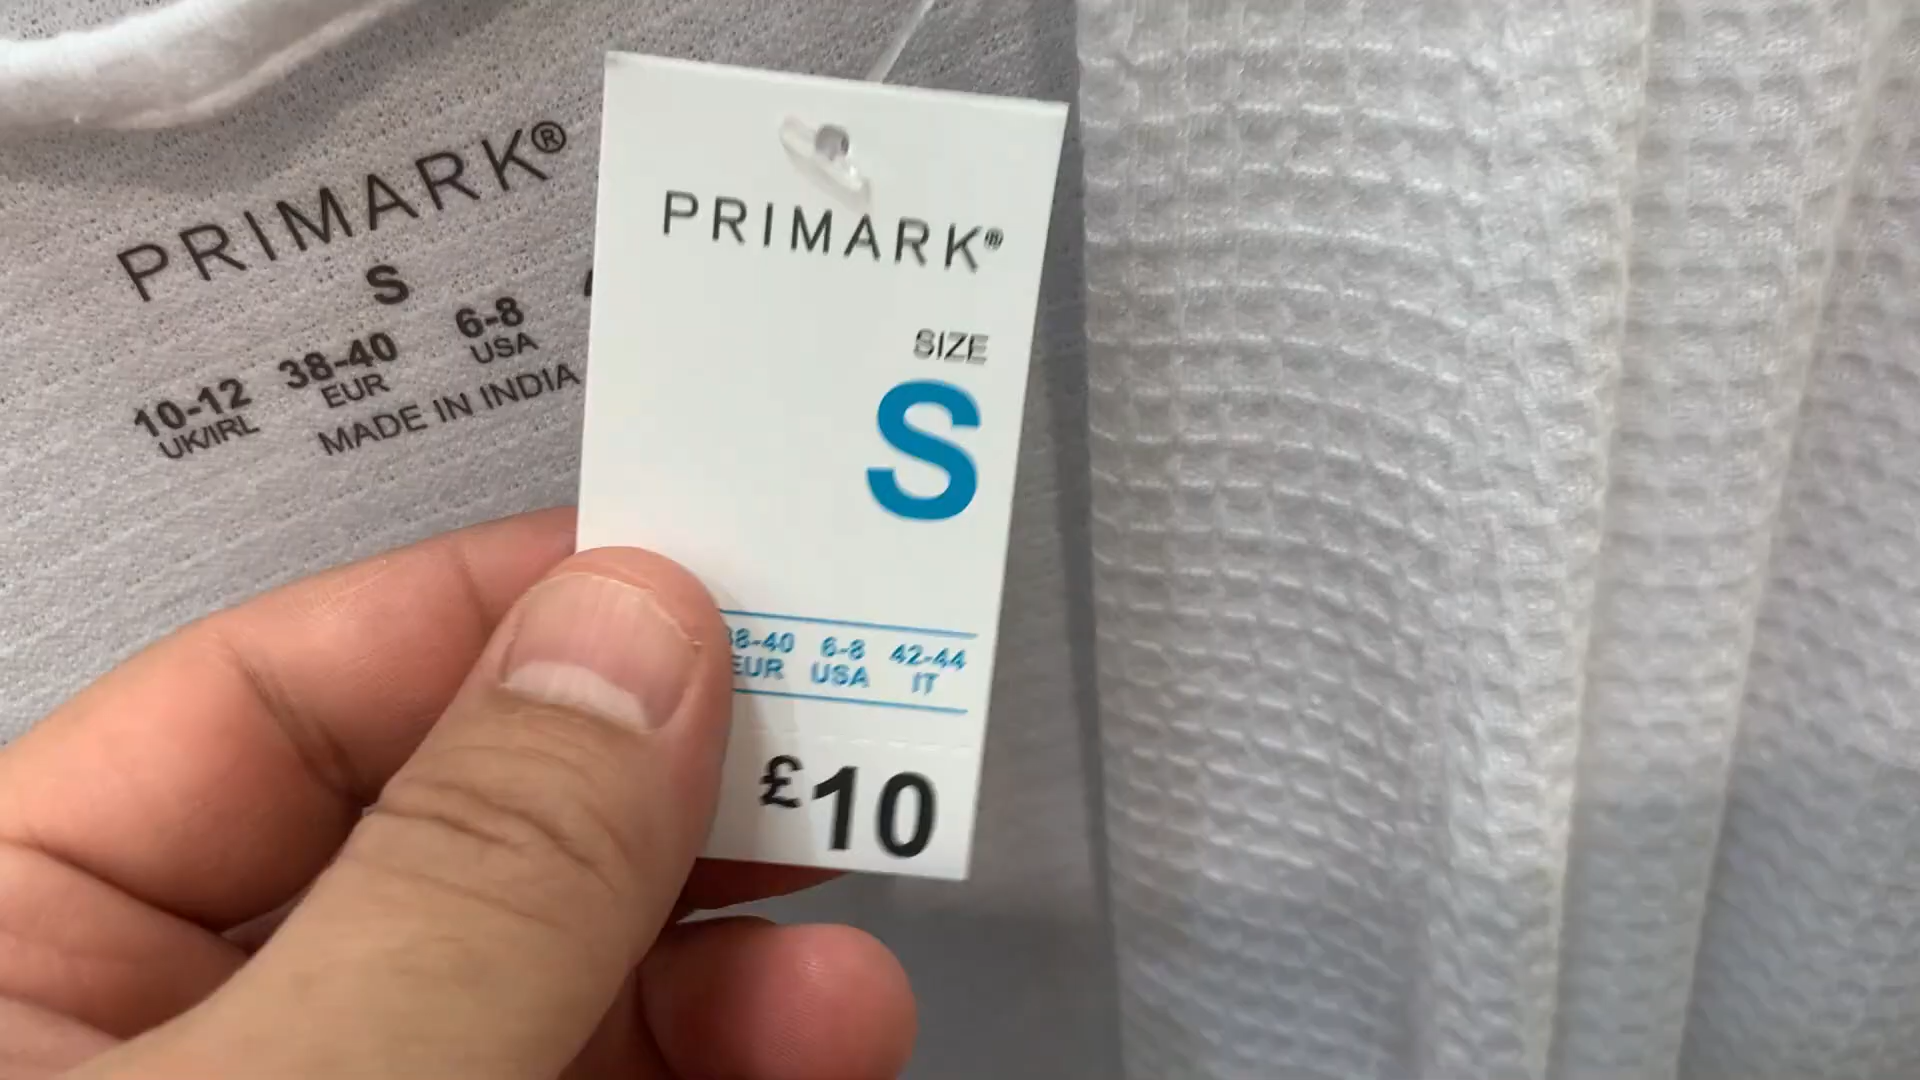 PRIMARK®
S
10-12 38-40 6-8
UK/IRL EUR USA
MADE IN INDIA
PRIMARK®
SIZE
S
38-40 6-8 42-44
EUR USA IT
£10